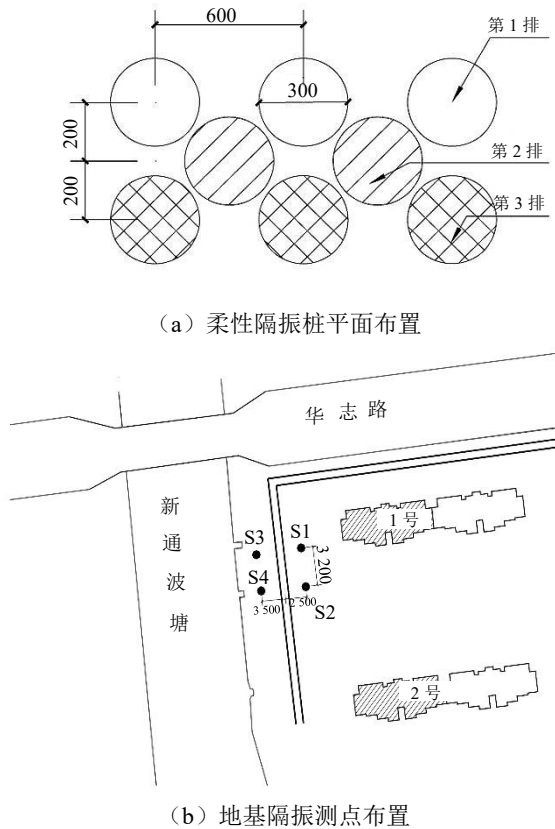 600
第 1 排
300
200
第 2 排
200
第 3 排
（a）柔性隔振桩平面布置
华 志 路
新
通
波
塘
1 号
S3
S1
3 200
S4
S2
3 500
2 500
2 号
（b）地基隔振测点布置